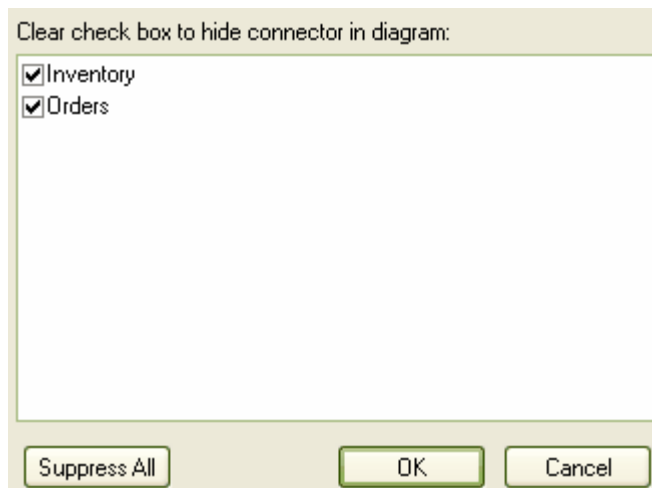 Clear check box to hide connector in diagram:
Inventory
Orders
Suppress All OK Cancel